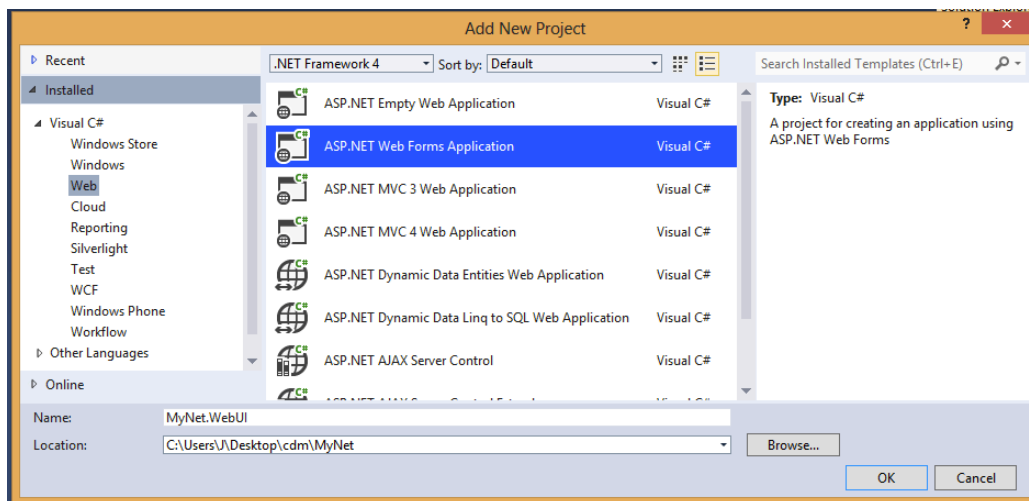 Solution Explor
Add New Project
? ×
Recent
.NET Framework 4
Sort by: Default
Search Installed Templates (Ctrl+E)
Installed
Visual C#
Windows Store
Windows
Web
Cloud
Reporting
Silverlight
Test
WCF
Windows Phone
Workflow
Other Languages
Online
ASP.NET Empty Web Application Visual C#
ASP.NET Web Forms Application Visual C#
ASP.NET MVC 3 Web Application Visual C#
ASP.NET MVC 4 Web Application Visual C#
ASP.NET Dynamic Data Entities Web Application Visual C#
ASP.NET Dynamic Data Linq to SQL Web Application Visual C#
ASP.NET AJAX Server Control Visual C#
Type: Visual C#
A project for creating an application using
ASP.NET Web Forms
Name: MyNet.WebUI
Location: C:\Users\J\Desktop\cdm\MyNet
Browse...
OK Cancel